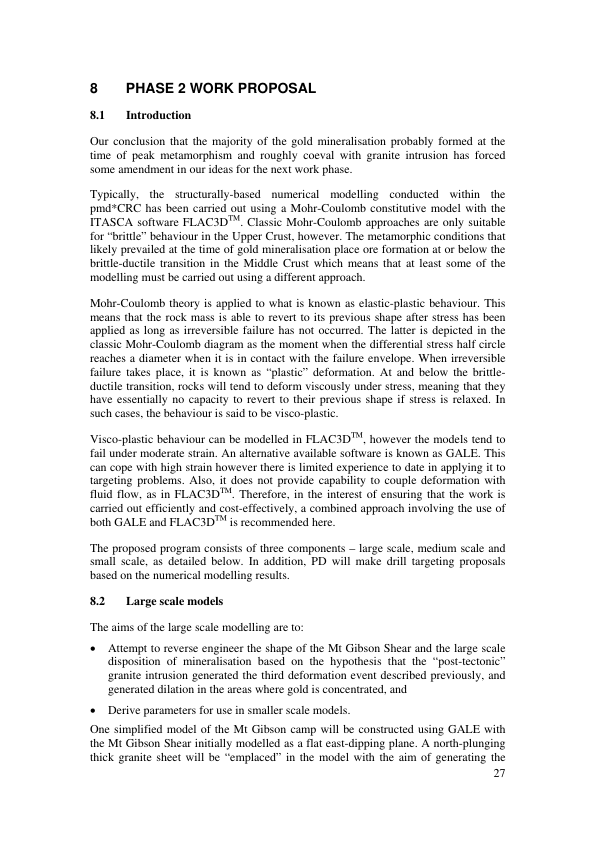 8 PHASE 2 WORK PROPOSAL
8.1 Introduction
Our conclusion that the majority of the gold mineralisation probably formed at the
time of peak metamorphism and roughly coeval with granite intrusion has forced
some amendment in our ideas for the next work phase.
Typically, the structurally-based numerical modelling conducted within the
pmd*CRC has been carried out using a Mohr-Coulomb constitutive model with the
ITASCA software FLAC3D™. Classic Mohr-Coulomb approaches are only suitable
for “brittle” behaviour in the Upper Crust, however. The metamorphic conditions that
likely prevailed at the time of gold mineralisation place ore formation at or below the
brittle-ductile transition in the Middle Crust which means that at least some of the
modelling must be carried out using a different approach.
Mohr-Coulomb theory is applied to what is known as elastic-plastic behaviour. This
means that the rock mass is able to revert to its previous shape after stress has been
applied as long as irreversible failure has not occurred. The latter is depicted in the
classic Mohr-Coulomb diagram as the moment when the differential stress half circle
reaches a diameter when it is in contact with the failure envelope. When irreversible
failure takes place, it is known as “plastic” deformation. At and below the brittle-
ductile transition, rocks will tend to deform viscously under stress, meaning that they
have essentially no capacity to revert to their previous shape if stress is relaxed. In
such cases, the behaviour is said to be visco-plastic.
Visco-plastic behaviour can be modelled in FLAC3D™, however the models tend to
fail under moderate strain. An alternative available software is known as GALE. This
can cope with high strain however there is limited experience to date in applying it to
targeting problems. Also, it does not provide capability to couple deformation with
fluid flow, as in FLAC3D™. Therefore, in the interest of ensuring that the work is
carried out efficiently and cost-effectively, a combined approach involving the use of
both GALE and FLAC3D™ is recommended here.
The proposed program consists of three components – large scale, medium scale and
small scale, as detailed below. In addition, PD will make drill targeting proposals
based on the numerical modelling results.
8.2 Large scale models
The aims of the large scale modelling are to:
• Attempt to reverse engineer the shape of the Mt Gibson Shear and the large scale
disposition of mineralisation based on the hypothesis that the “post-tectonic”
granite intrusion generated the third deformation event described previously, and
generated dilation in the areas where gold is concentrated, and
• Derive parameters for use in smaller scale models.
One simplified model of the Mt Gibson camp will be constructed using GALE with
the Mt Gibson Shear initially modelled as a flat east-dipping plane. A north-plunging
thick granite sheet will be “emplaced” in the model with the aim of generating the
27